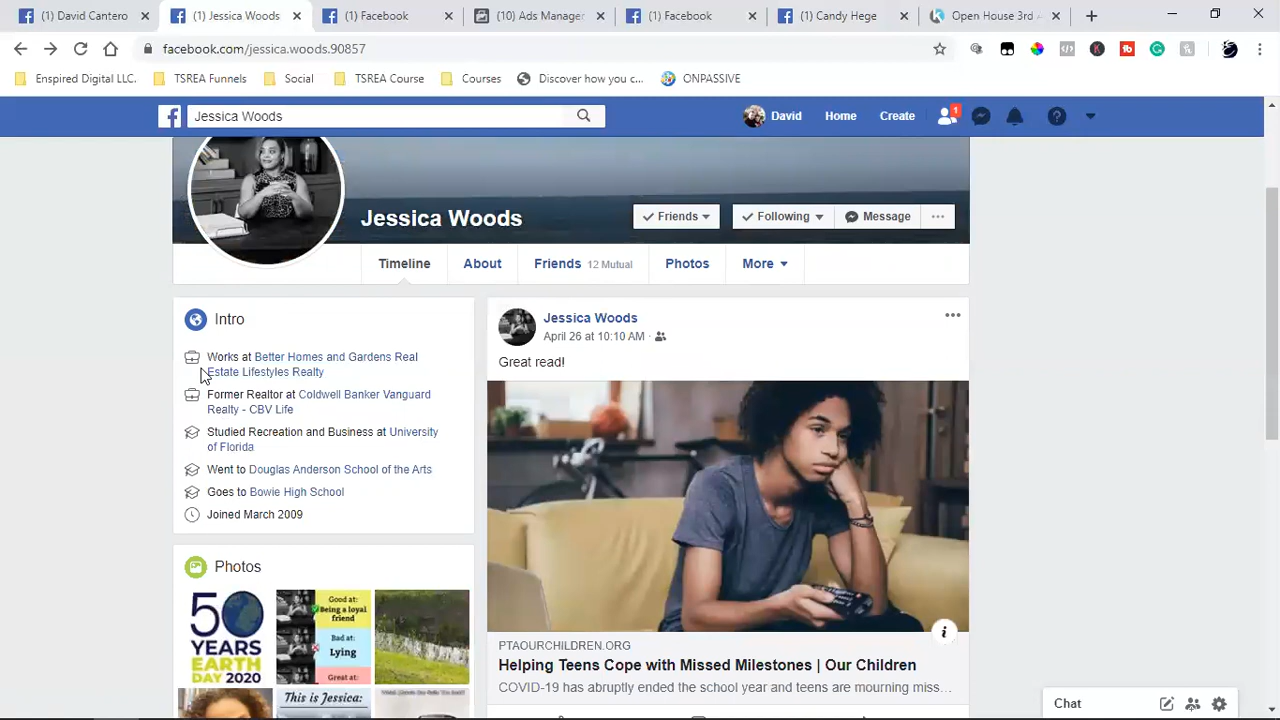 (1) David Cantero
(1) Jessica Woods
(1) Facebook
(10) Ads Manager
(1) Facebook
(1) Candy Hegi
Open House 3rd A
facebook.com/jessica.woods.90857
Enspired Digital LLC.
TSREA Funnels
Social
TSREA Course
Courses
Discover how you c...
ONPASSIVE
Jessica Woods
David
Home
Create
1
Jessica Woods
Friends
Following
Message
Timeline
About
Friends 12 Mutual
Photos
More
Intro
Works at Better Homes and Gardens Real
Estate Lifestyles Realty
Former Realtor at Coldwell Banker Vanguard
Realty - CBV Life
Studied Recreation and Business at University
of Florida
Went to Douglas Anderson School of the Arts
Goes to Bowie High School
Joined March 2009
Photos
50
YEARS
EARTH
DAY 2020
Good at:
Being a loyal
friend
Bad at:
Lying
Great at:
This is Jessica:
Jessica Woods
April 26 at 10:10 AM
Great read!
PTAOURCHILDREN.ORG
Helping Teens Cope with Missed Milestones | Our Children
COVID-19 has abruptly ended the school year and teens are mourning miss...
Chat